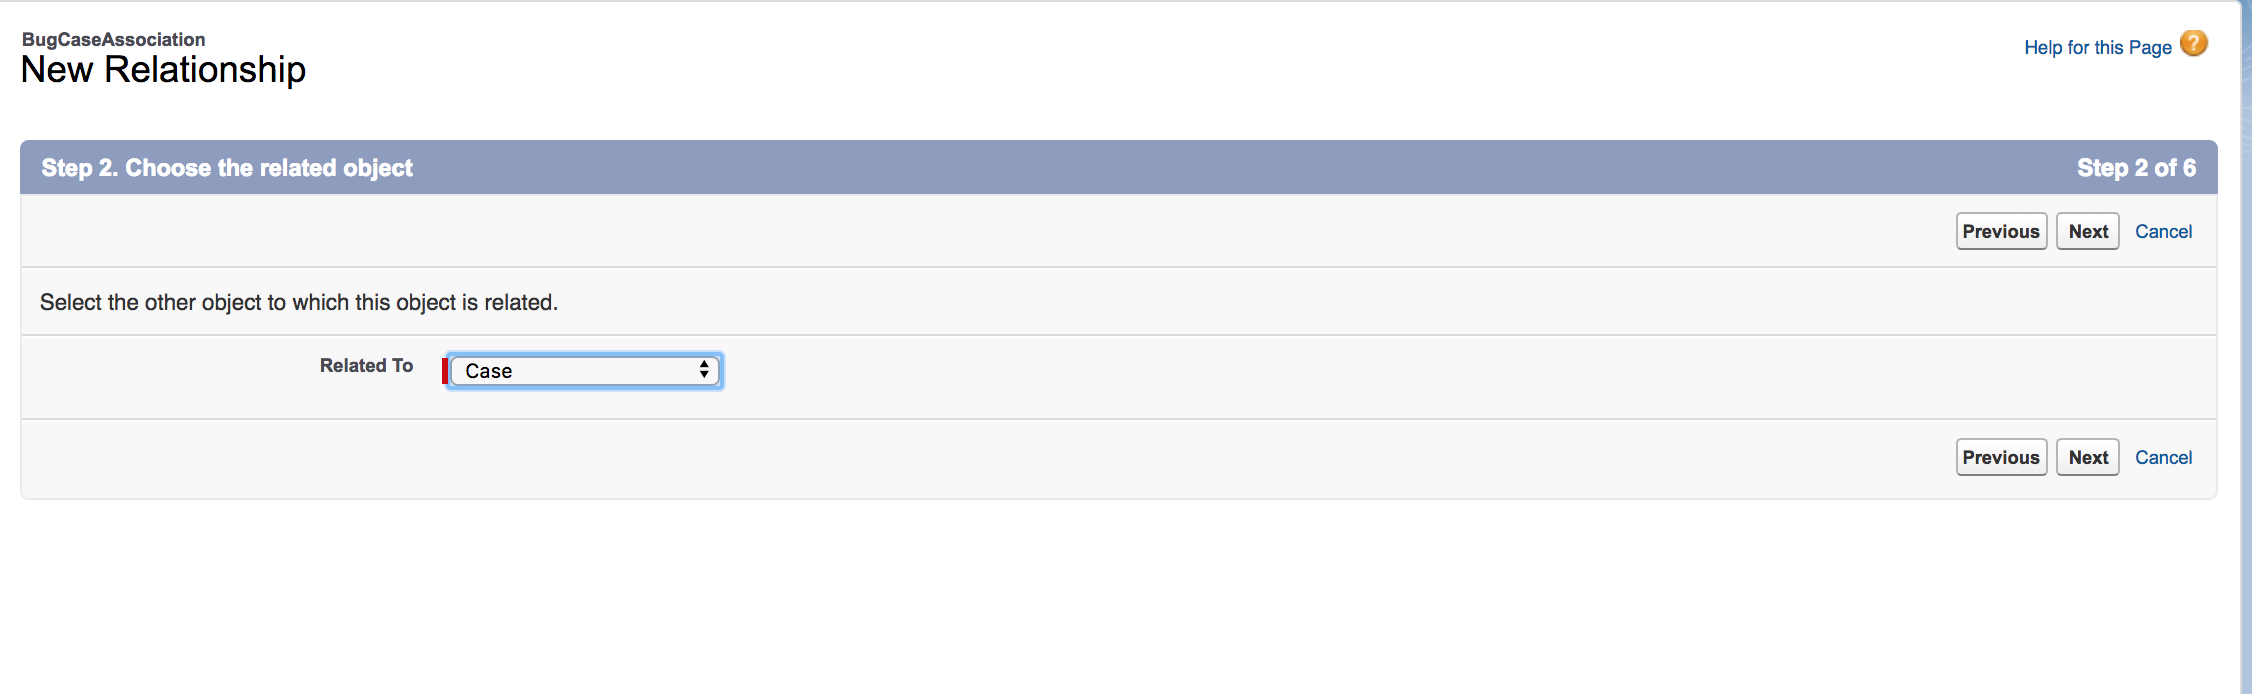 BugCaseAssociation
New Relationship
Help for this Page ?
Step 2. Choose the related object
Step 2 of 6
Previous Next Cancel
Select the other object to which this object is related.
Related To Case
Previous Next Cancel